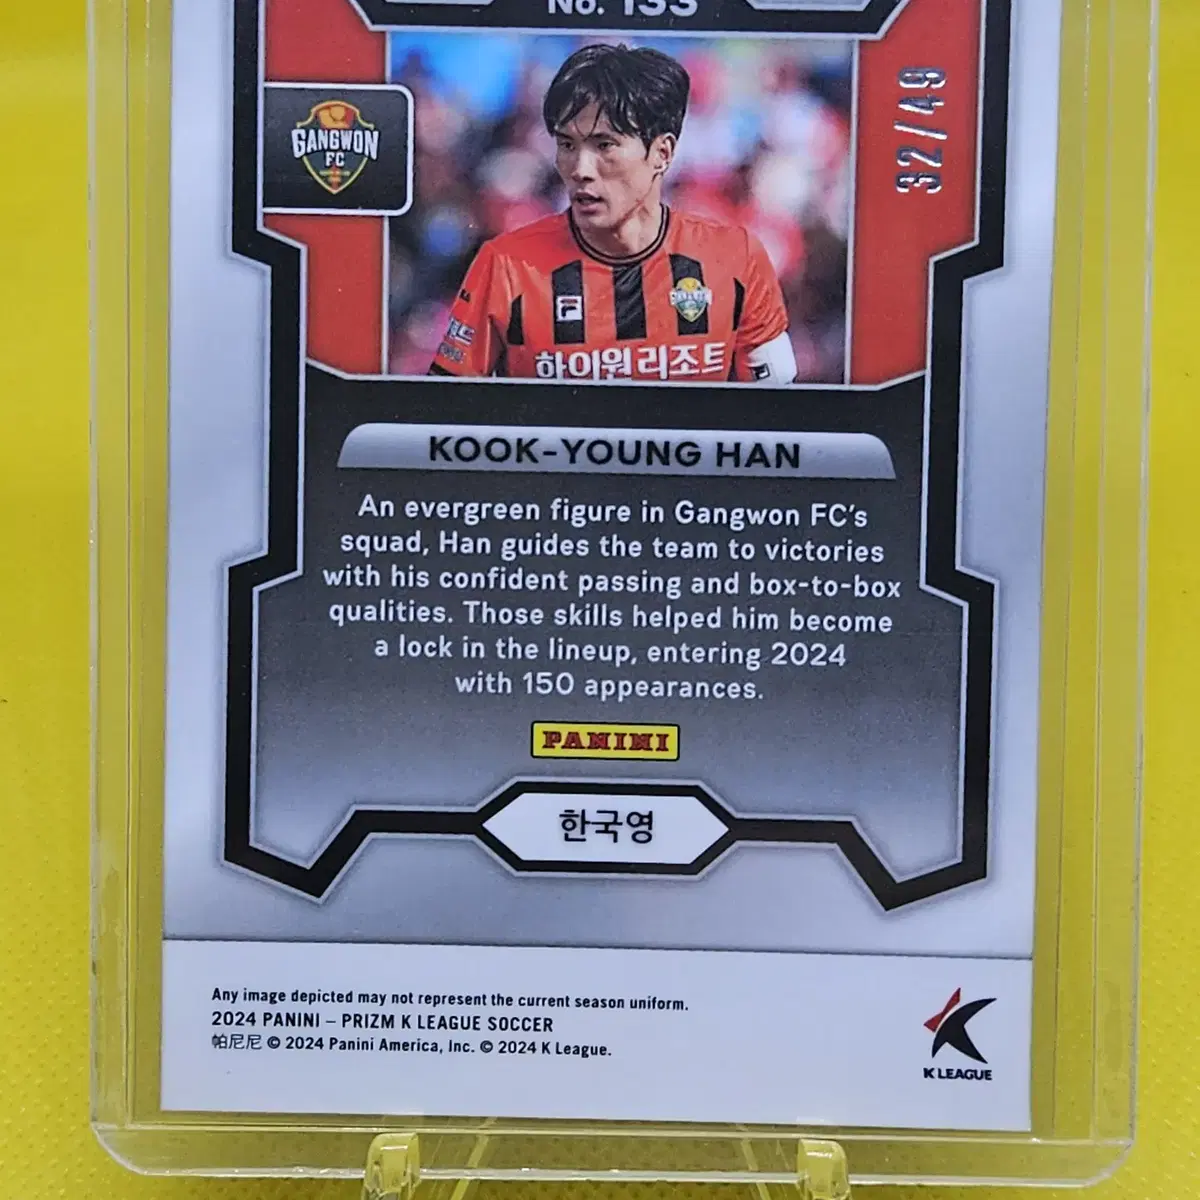 No. 133
32/49
GANGWON
FC
하이원리조트
KOOK-YOUNG HAN
An evergreen figure in Gangwon FC's
squad, Han guides the team to victories
with his confident passing and box-to-box
qualities. Those skills helped him become
a lock in the lineup, entering 2024
with 150 appearances.
PANINI
한국영
Any image depicted may not represent the current season uniform.
2024 PANINI – PRIZM K LEAGUE SOCCER
帕尼尼 © 2024 Panini America, Inc. © 2024 K League.
K LEAGUE